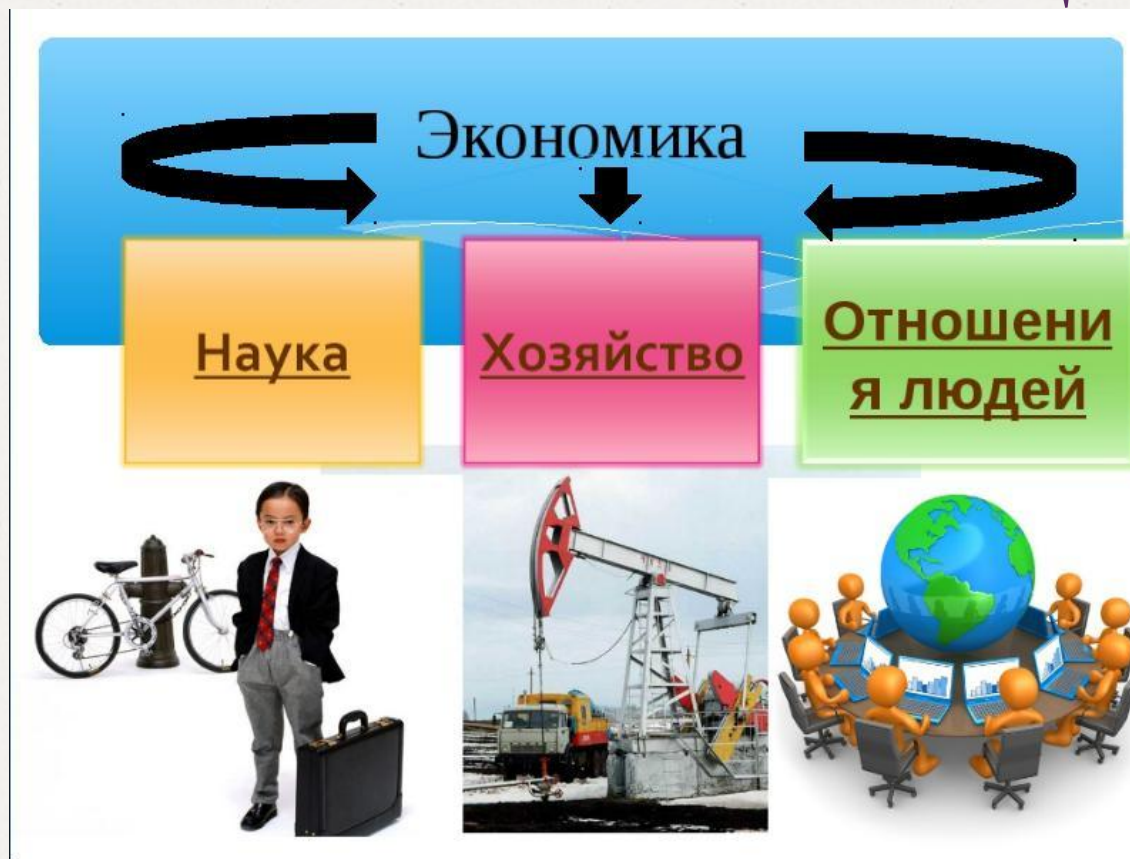 Экономика
Наука
Хозяйство
Отношени
я людей